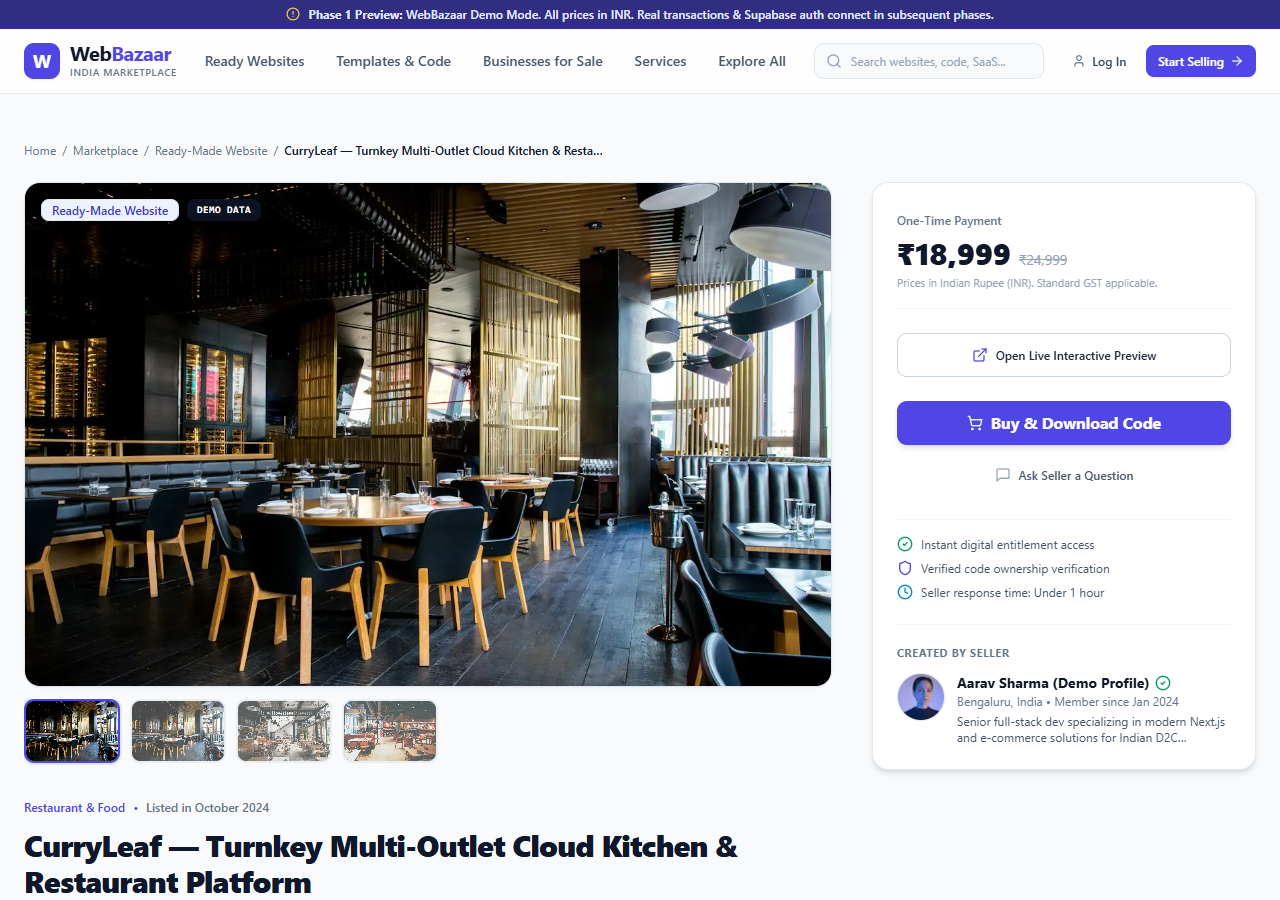 Phase 1 Preview: WebBazaar Demo Mode. All prices in INR. Real transactions & Supabase auth connect in subsequent phases.
W
WebBazaar
INDIA MARKETPLACE
Ready Websites
Templates & Code
Businesses for Sale
Services
Explore All
Search websites, code, SaaS...
Log In
Start Selling
Home / Marketplace / Ready-Made Website / CurryLeaf — Turnkey Multi-Outlet Cloud Kitchen & Resta...
Ready-Made Website
DEMO DATA
One-Time Payment
₹18,999 ₹24,999
Prices in Indian Rupee (INR). Standard GST applicable.
Open Live Interactive Preview
Buy & Download Code
Ask Seller a Question
Instant digital entitlement access
Verified code ownership verification
Seller response time: Under 1 hour
CREATED BY SELLER
Aarav Sharma (Demo Profile)
Bengaluru, India • Member since Jan 2024
Senior full-stack dev specializing in modern Next.js
and e-commerce solutions for Indian D2C...
Restaurant & Food • Listed in October 2024
CurryLeaf — Turnkey Multi-Outlet Cloud Kitchen &
Restaurant Platform